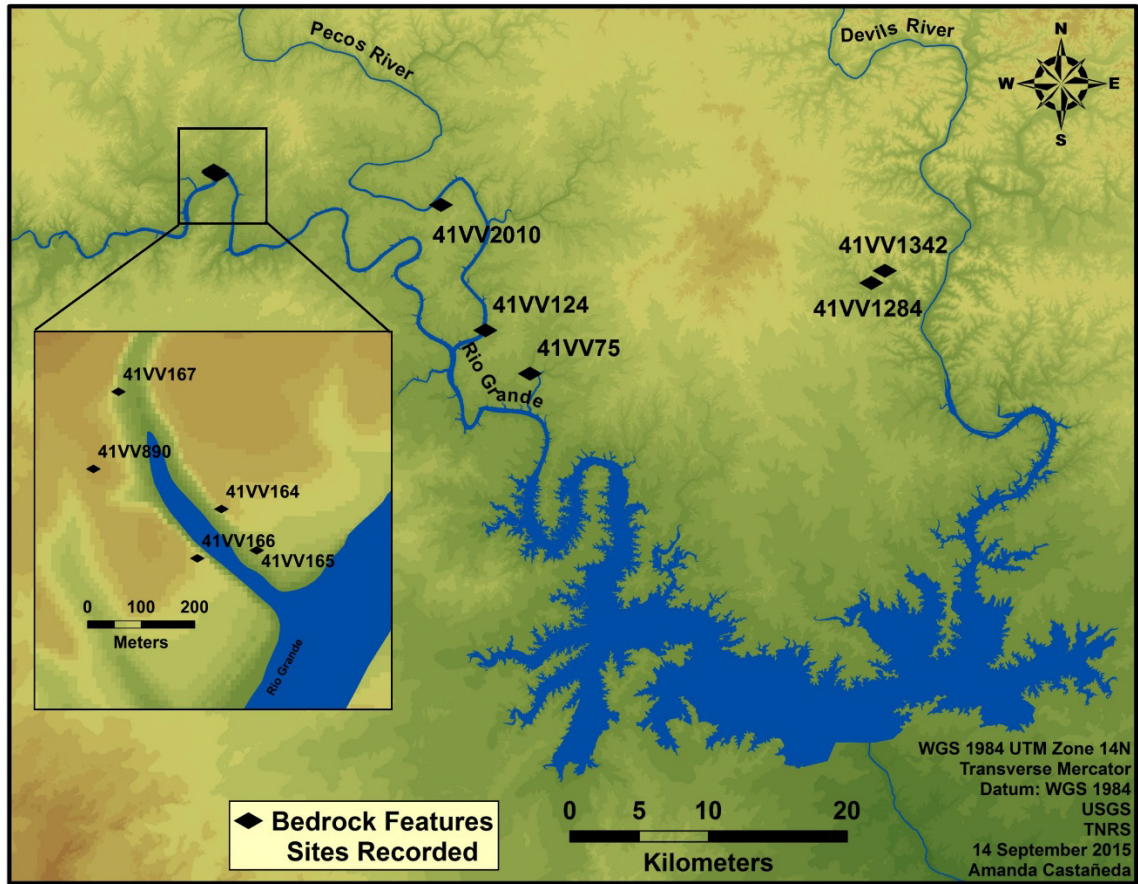 Pecos River
Devils River
N
W E
S
41VV2010
41VV1342
41VV1284
41VV124
41VV75
Rio Grande
41VV167
41VV890
41VV164
41VV166
41VV165
0 100 200
Meters
Rio Grande
Bedrock Features
Sites Recorded
0 5 10 20
Kilometers
WGS 1984 UTM Zone 14N
Transverse Mercator
Datum: WGS 1984
USGS
TNRS
14 September 2015
Amanda Castañeda